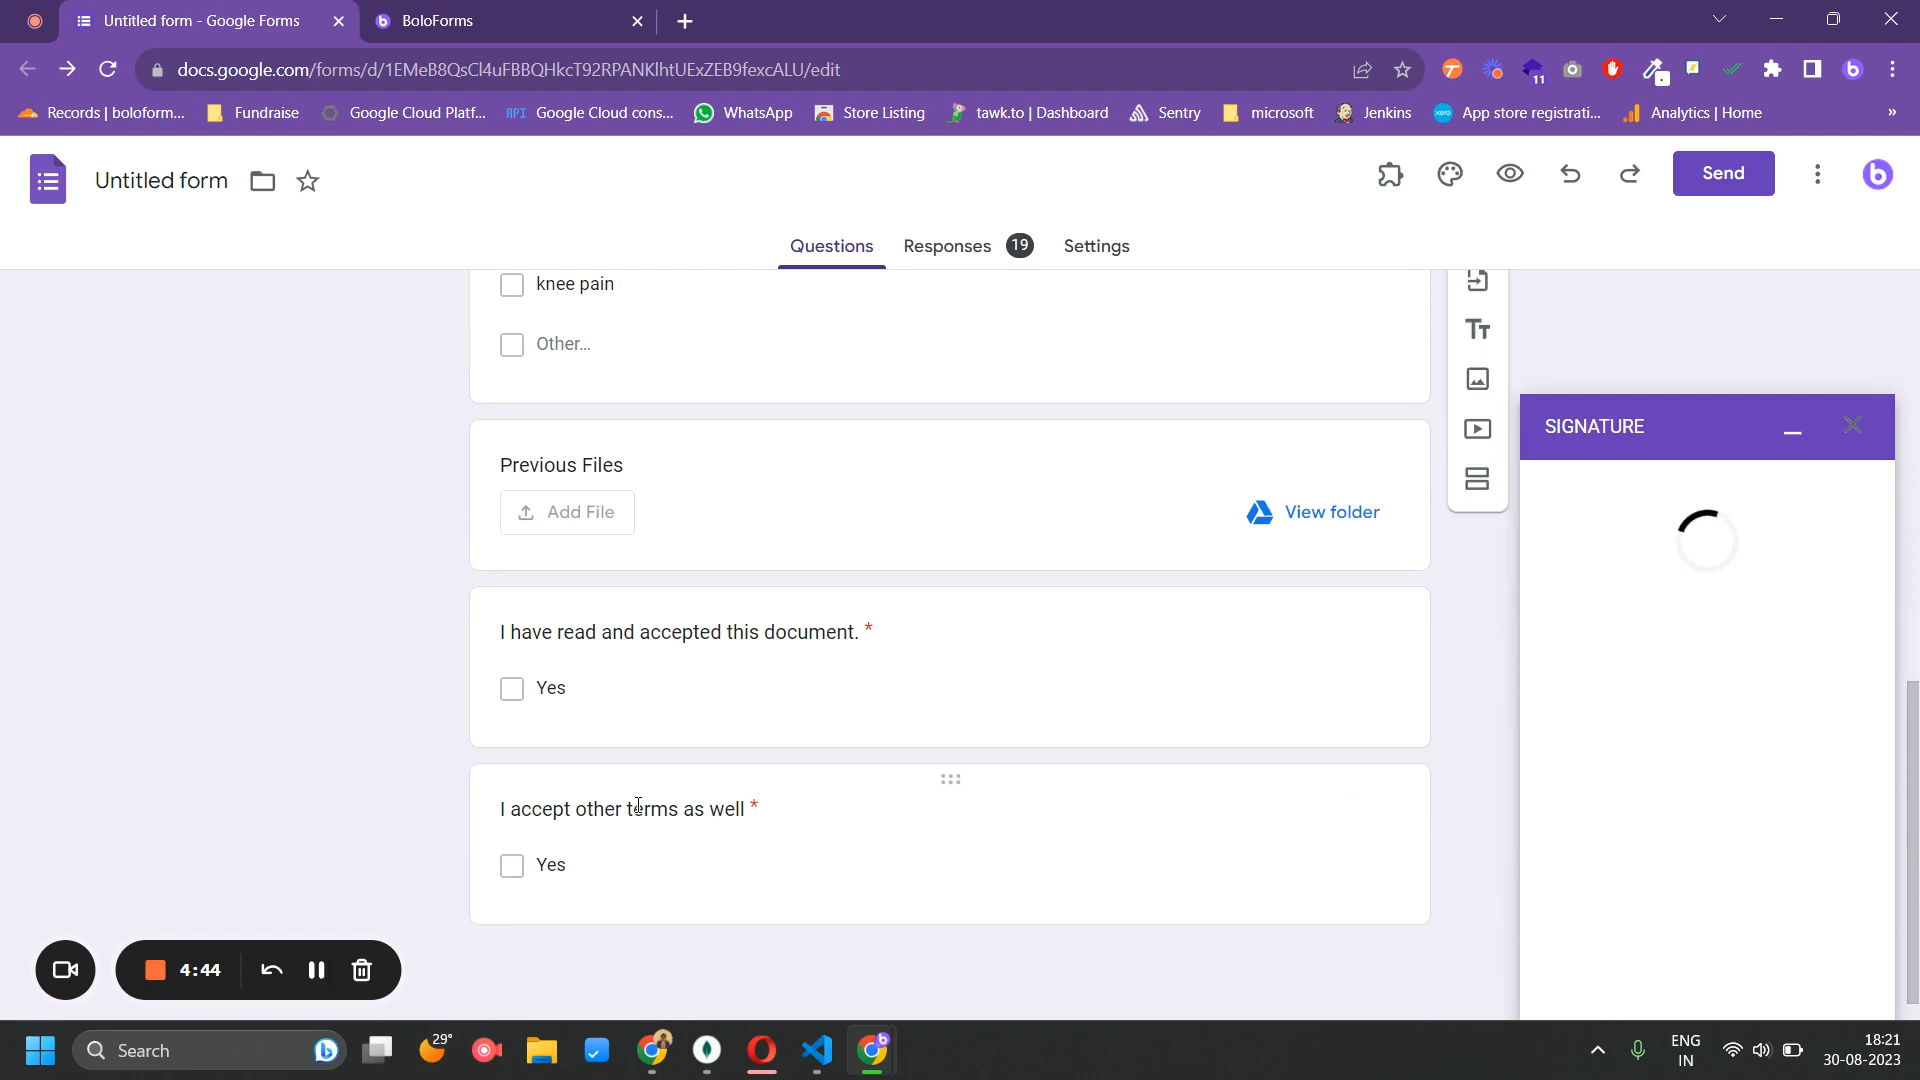 Untitled form - Google Forms
BoloForms
docs.google.com/forms/d/1EMeB8QsCl4uFBBQHkcT92RPANKlhtUExZEB9fexcALU/edit
11
Records | boloform...
Fundraise
Google Cloud Platf...
API Google Cloud cons...
WhatsApp
Store Listing
tawk.to | Dashboard
Sentry
microsoft
Jenkins
xero App store registrati...
Analytics | Home
»
Untitled form
Send
Questions
Responses 19
Settings
knee pain
Other...
SIGNATURE
Previous Files
Add File
View folder
I have read and accepted this document. *
Yes
I accept other terms as well *
Yes
4:44
Search
29°
ENG
IN
18:21
30-08-2023